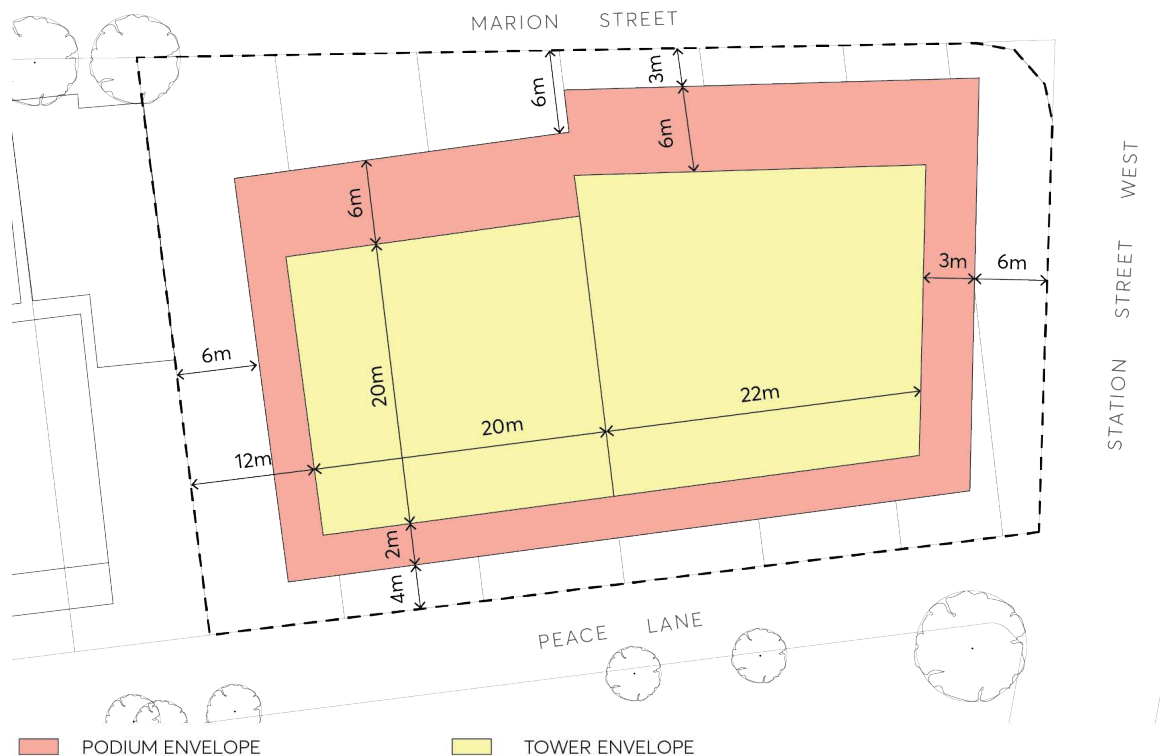 MARION STREET
3m
6m
6m
6m
STATION STREET WEST
3m
6m
6m
20m
22m
20m
12m
2m
4m
PEACE LANE
PODIUM ENVELOPE
TOWER ENVELOPE